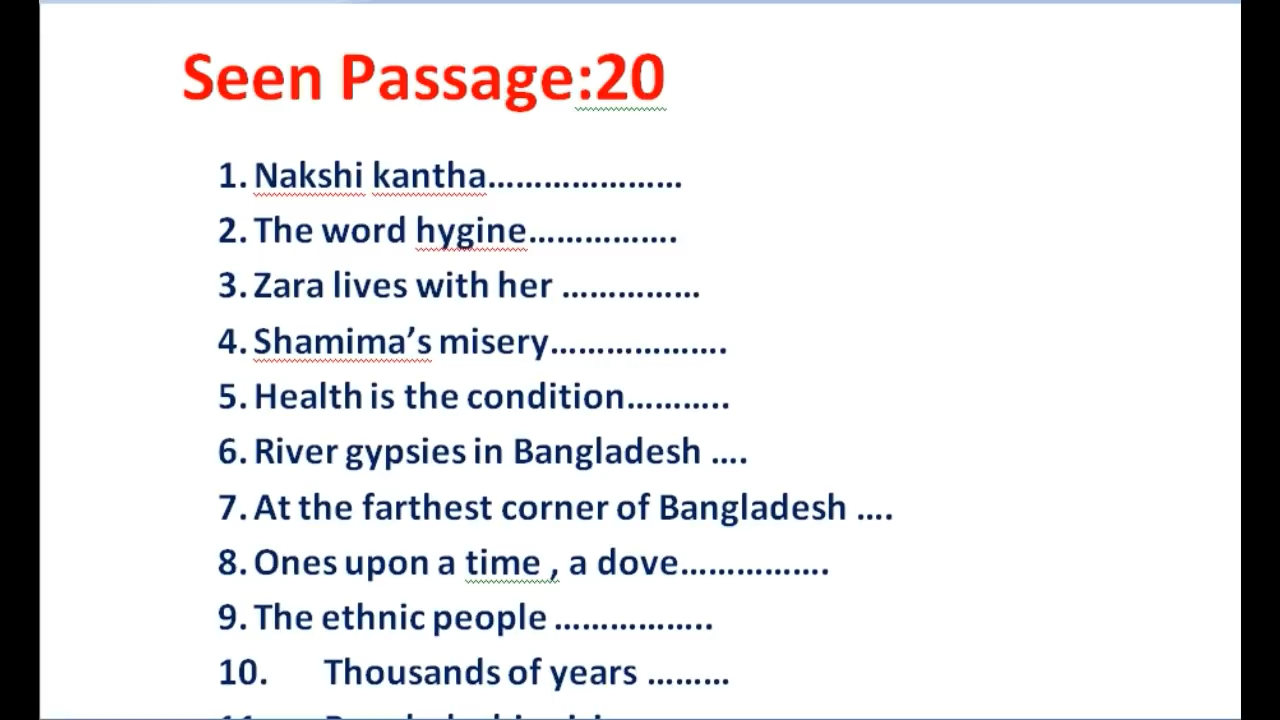 Seen Passage:20
1. Nakshi kantha…………………
2. The word hygine…………….
3. Zara lives with her ……………
4. Shamima’s misery……………….
5. Health is the condition………..
6. River gypsies in Bangladesh ….
7. At the farthest corner of Bangladesh ….
8. Ones upon a time , a dove…………….
9. The ethnic people ……………..
10. Thousands of years ………